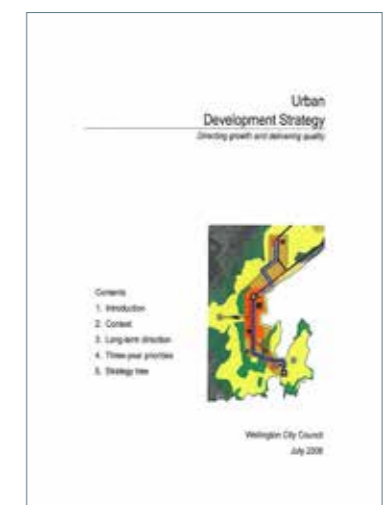 Urban
Development Strategy
Directing growth and delivering quality
Contents
1. Introduction
2. Context
3. Long-term direction
4. Three-year priorities
5. Strategy tree
Wellington City Council
July 2006